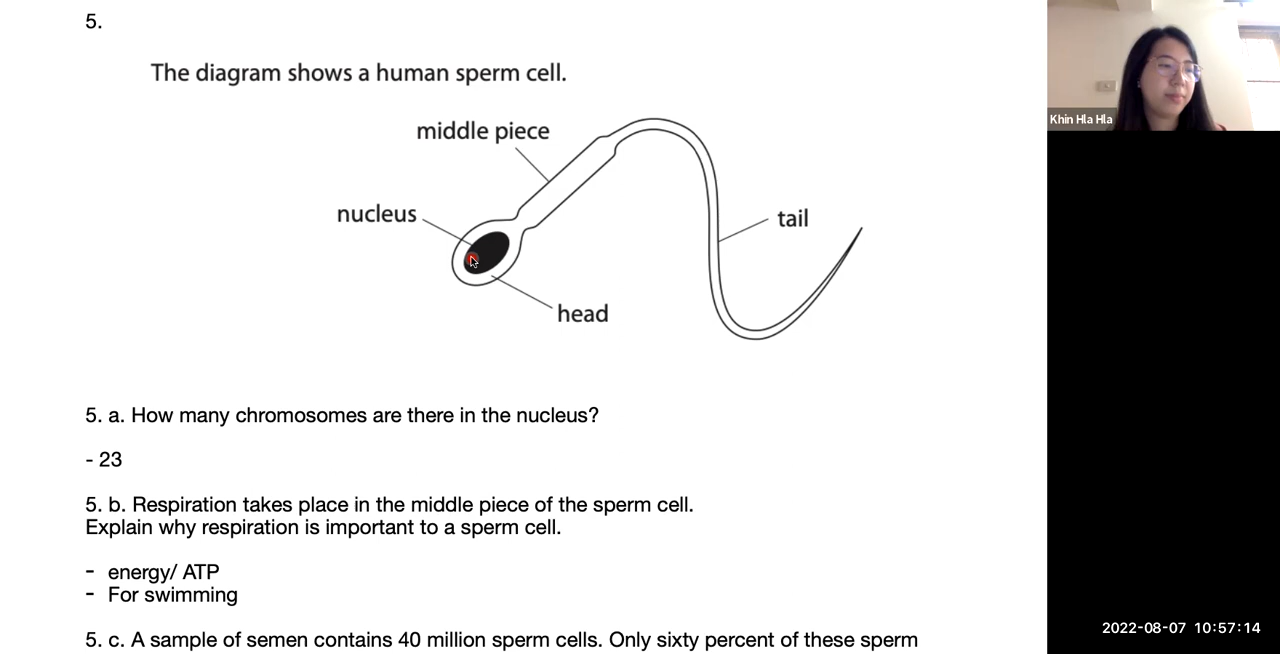 5.
The diagram shows a human sperm cell.
middle piece
nucleus
tail
head
5. a. How many chromosomes are there in the nucleus?
- 23
5. b. Respiration takes place in the middle piece of the sperm cell.
Explain why respiration is important to a sperm cell.
- energy/ ATP
- For swimming
5. c. A sample of semen contains 40 million sperm cells. Only sixty percent of these sperm
Khin Hla Hla
2022-08-07 10:57:14